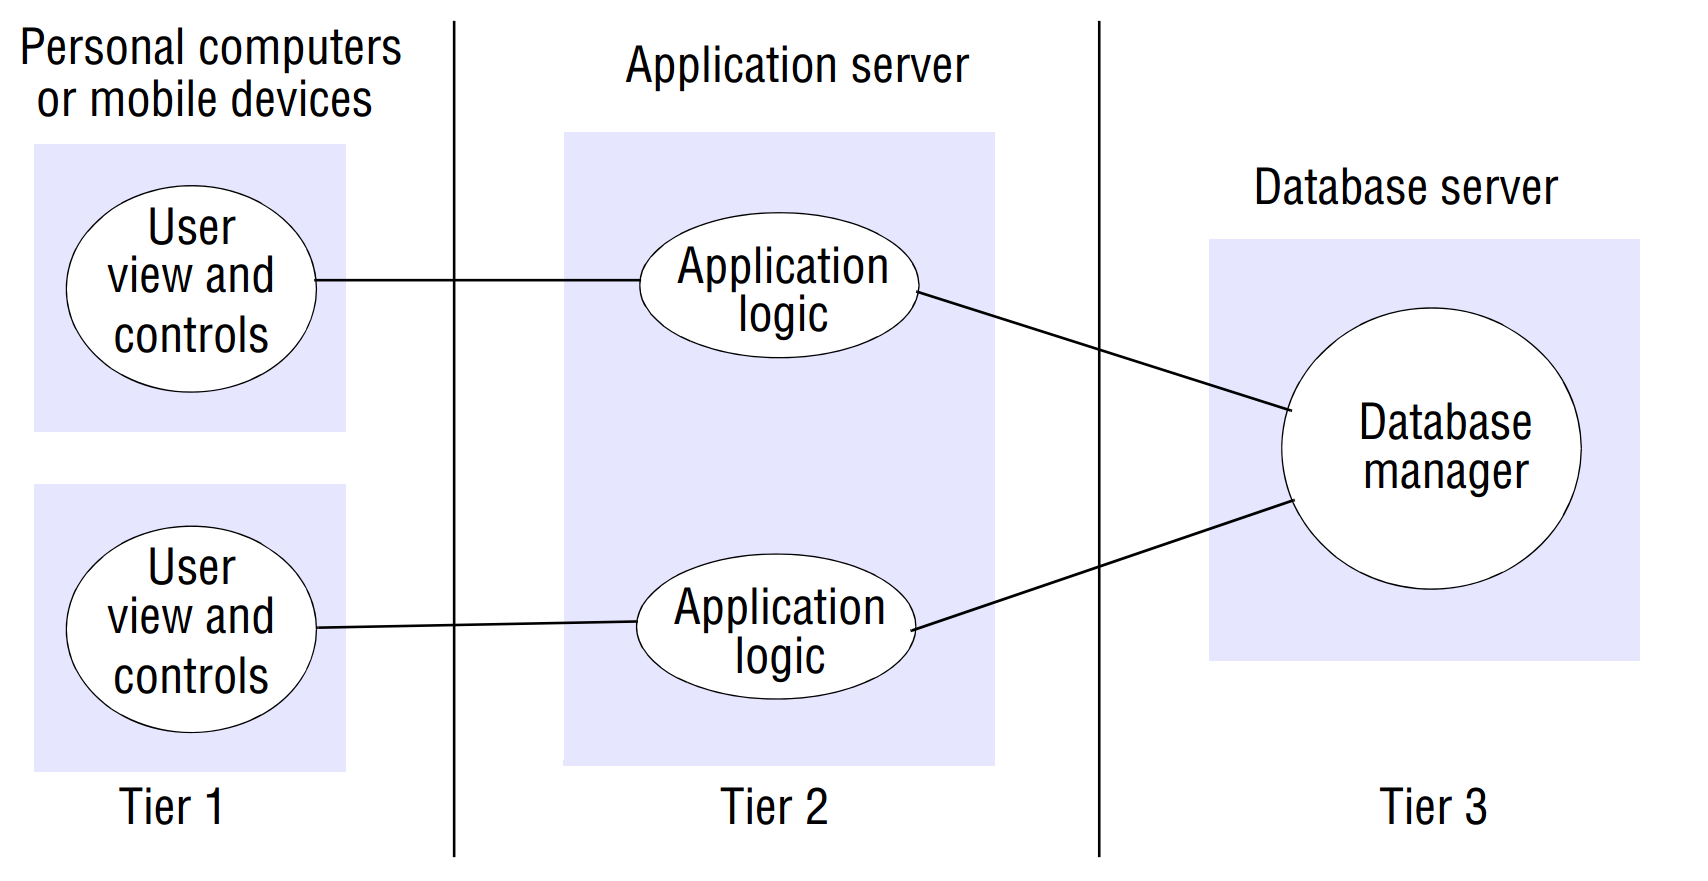 Personal computers
or mobile devices
Application server
Database server
User
view and
controls
Application
logic
Database
manager
User
view and
controls
Application
logic
Tier 1
Tier 2
Tier 3